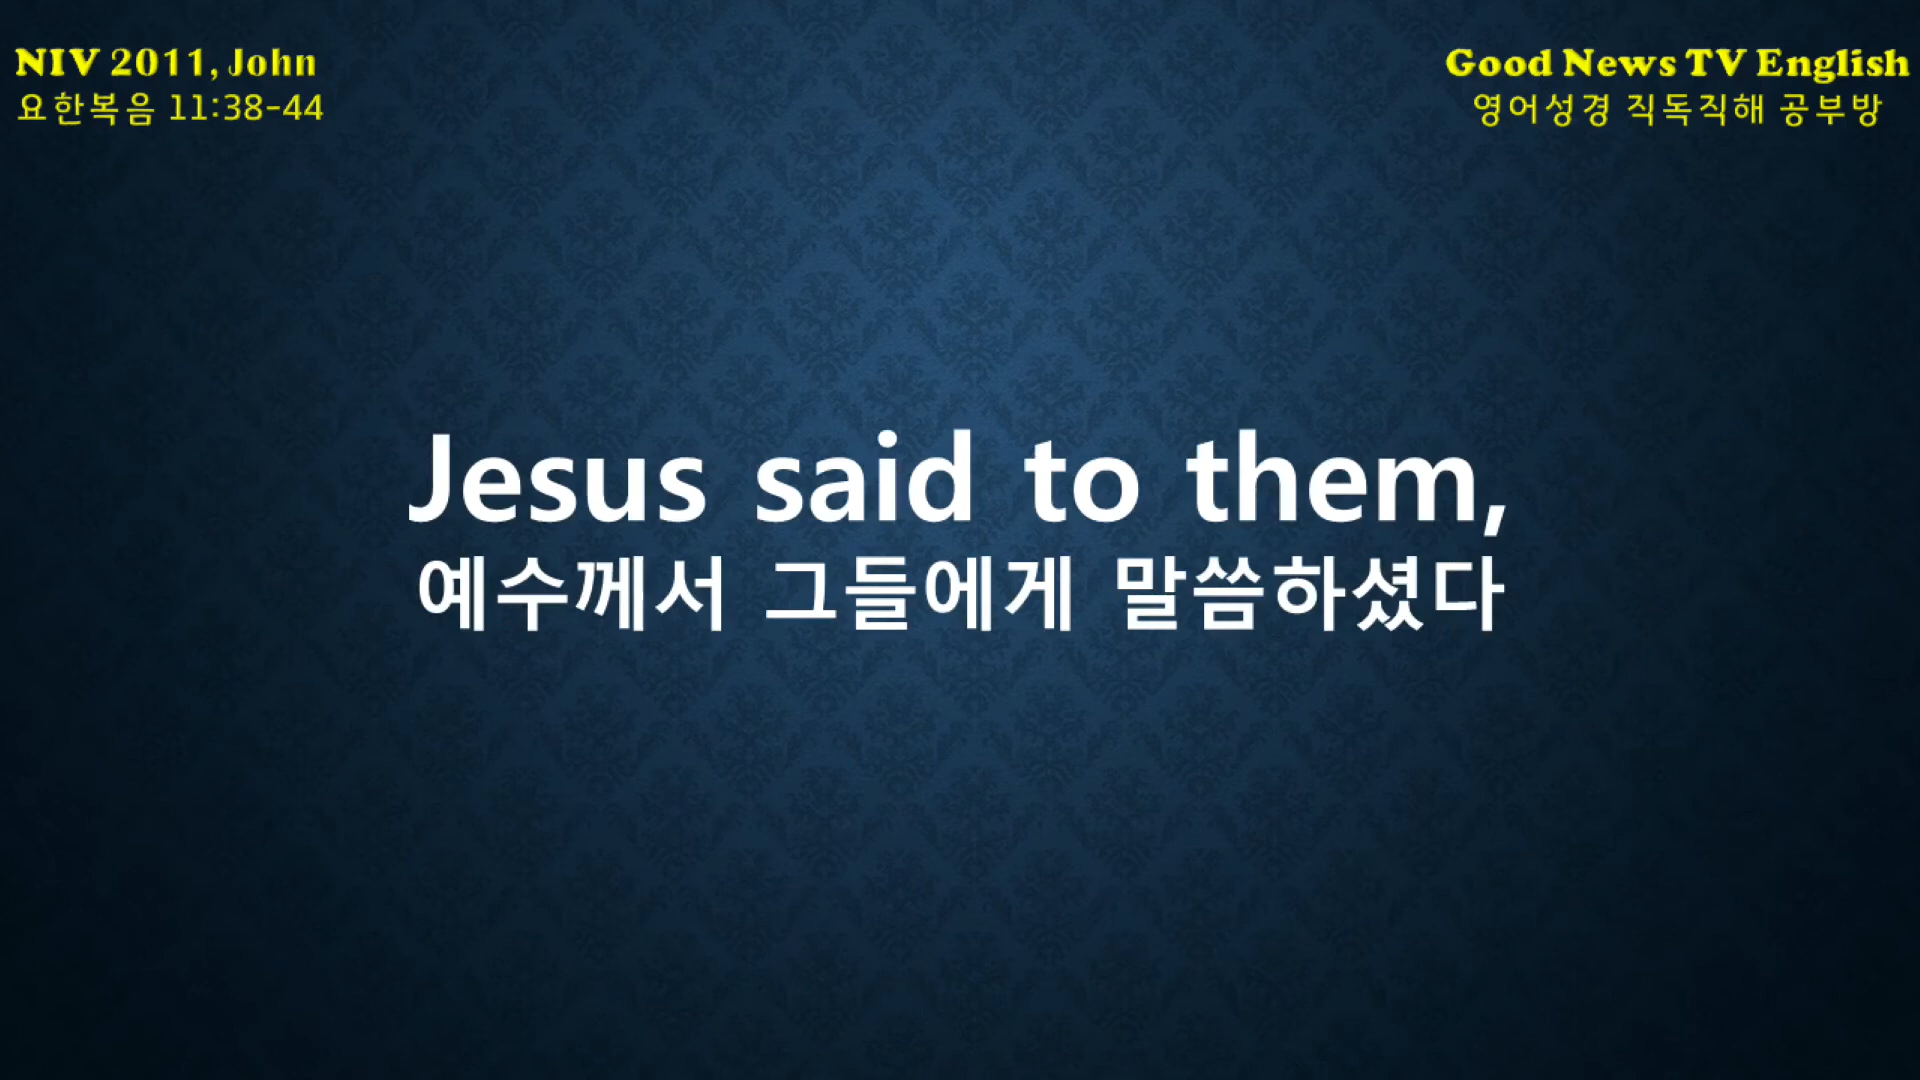 NIV 2011, John
요한복음 11:38-44
Good News TV English
영어성경 직독직해 공부방
Jesus said to them,
예수께서 그들에게 말씀하셨다